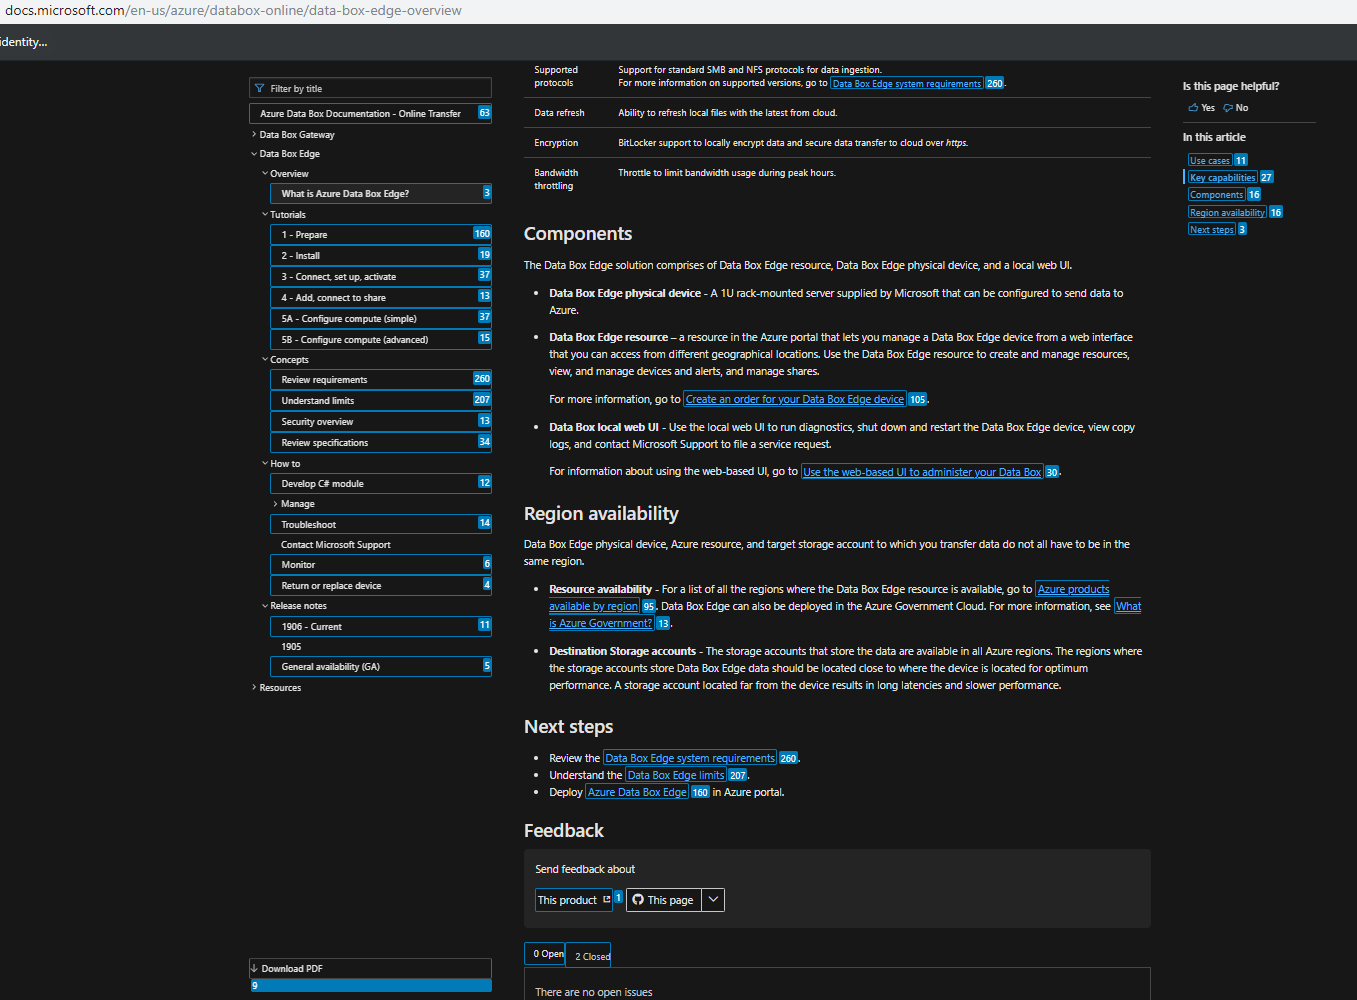 docs.microsoft.com/en-us/azure/databox-online/data-box-edge-overview
identity...
Filter by title
Azure Data Box Documentation - Online Transfer 63
Data Box Gateway
Data Box Edge
Overview
What is Azure Data Box Edge? 3
Tutorials
1 - Prepare 160
2 - Install 19
3 - Connect, set up, activate 37
4 - Add, connect to share 13
5A - Configure compute (simple) 37
5B - Configure compute (advanced) 15
Concepts
Review requirements 260
Understand limits 207
Security overview 13
Review specifications 34
How to
Develop C# module 12
Manage
Troubleshoot 14
Contact Microsoft Support
Monitor 6
Return or replace device 4
Release notes
1906 - Current 11
1905
General availability (GA) 5
Resources
Download PDF
9
Supported protocols
Support for standard SMB and NFS protocols for data ingestion.
For more information on supported versions, go to Data Box Edge system requirements 260.
Data refresh Ability to refresh local files with the latest from cloud.
Encryption BitLocker support to locally encrypt data and secure data transfer to cloud over https.
Bandwidth throttling
Throttle to limit bandwidth usage during peak hours.
Components
The Data Box Edge solution comprises of Data Box Edge resource, Data Box Edge physical device, and a local web UI.
• Data Box Edge physical device - A 1U rack-mounted server supplied by Microsoft that can be configured to send data to
Azure.
• Data Box Edge resource – a resource in the Azure portal that lets you manage a Data Box Edge device from a web interface
that you can access from different geographical locations. Use the Data Box Edge resource to create and manage resources,
view, and manage devices and alerts, and manage shares.
For more information, go to Create an order for your Data Box Edge device 105.
• Data Box local web UI - Use the local web UI to run diagnostics, shut down and restart the Data Box Edge device, view copy
logs, and contact Microsoft Support to file a service request.
For information about using the web-based UI, go to Use the web-based UI to administer your Data Box 30.
Region availability
Data Box Edge physical device, Azure resource, and target storage account to which you transfer data do not all have to be in the
same region.
• Resource availability - For a list of all the regions where the Data Box Edge resource is available, go to Azure products
available by region 95. Data Box Edge can also be deployed in the Azure Government Cloud. For more information, see What
is Azure Government? 13.
• Destination Storage accounts - The storage accounts that store the data are available in all Azure regions. The regions where
the storage accounts store Data Box Edge data should be located close to where the device is located for optimum
performance. A storage account located far from the device results in long latencies and slower performance.
Next steps
• Review the Data Box Edge system requirements 260.
• Understand the Data Box Edge limits 207.
• Deploy Azure Data Box Edge 160 in Azure portal.
Feedback
Send feedback about
This product 1 This page
0 Open 2 Closed
There are no open issues
Is this page helpful?
Yes No
In this article
Use cases 11
Key capabilities 27
Components 16
Region availability 16
Next steps 3